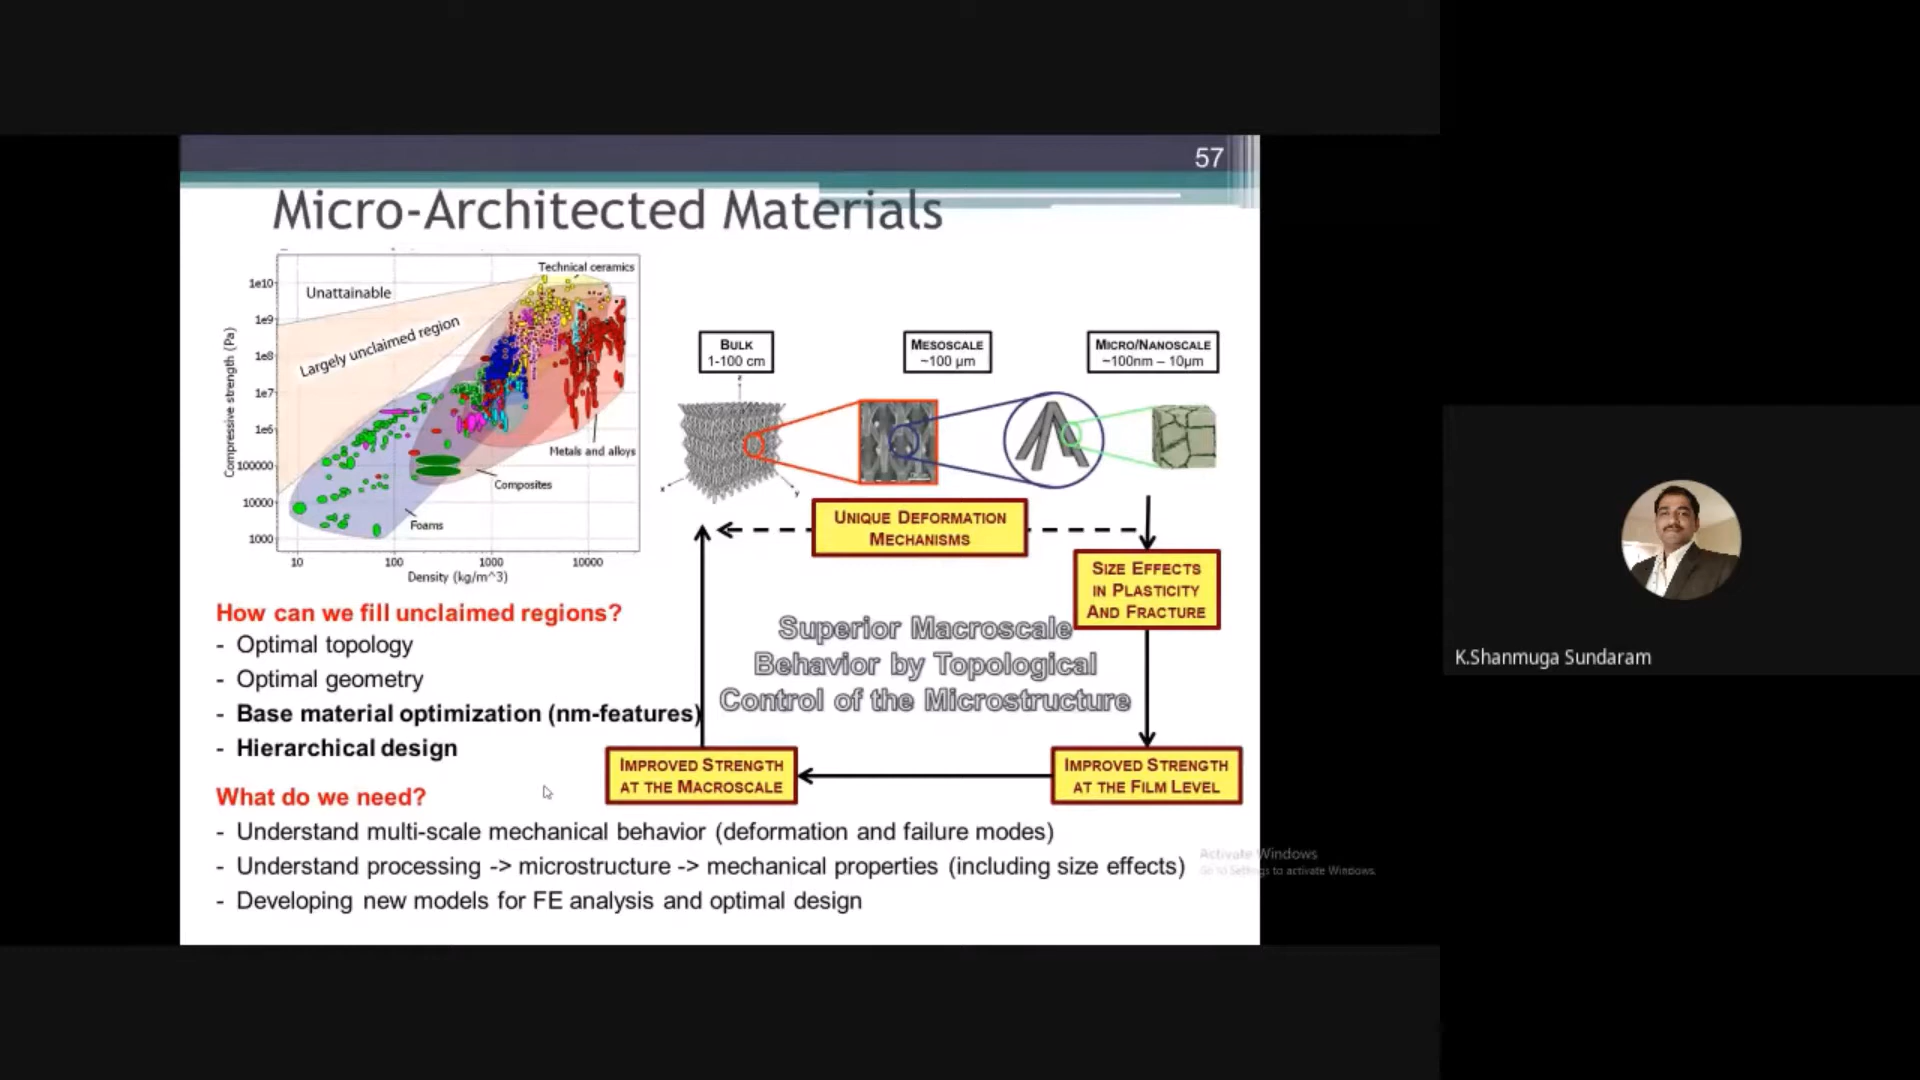 57
Micro-Architected Materials
Technical ceramics
Unattainable
Largely unclaimed region
Metals and alloys
Composites
Foams
Compressive strength (Pa)
1e10
1e9
1e8
1e7
1e6
100000
10000
1000
10 100 1000 10000
Density (kg/m^3)
BULK
1-100 cm
MESOSCALE
~100 µm
MICRO/NANOSCALE
~100nm – 10µm
x
y
UNIQUE DEFORMATION
MECHANISMS
SIZE EFFECTS
IN PLASTICITY
AND FRACTURE
Superior Macroscale
Behavior by Topological
Control of the Microstructure
IMPROVED STRENGTH
AT THE MACROSCALE
IMPROVED STRENGTH
AT THE FILM LEVEL
How can we fill unclaimed regions?
- Optimal topology
- Optimal geometry
- Base material optimization (nm-features)
- Hierarchical design
What do we need?
- Understand multi-scale mechanical behavior (deformation and failure modes)
- Understand processing -> microstructure -> mechanical properties (including size effects)
- Developing new models for FE analysis and optimal design
Activate Windows
Go to Settings to activate Windows.
K.Shanmuga Sundaram